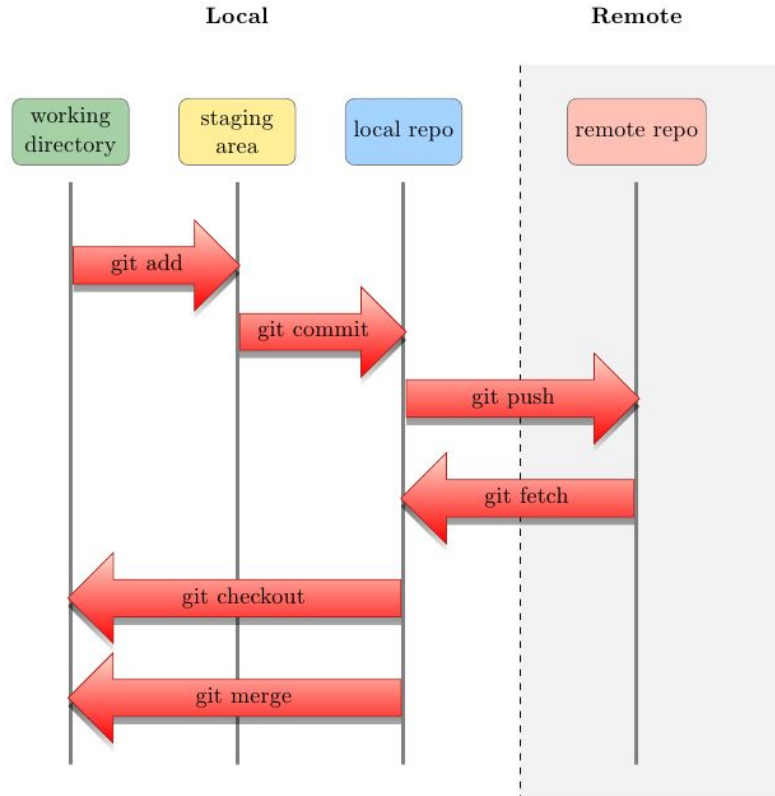 Local
Remote
working
directory
staging
area
local repo
remote repo
git add
git commit
git push
git fetch
git checkout
git merge